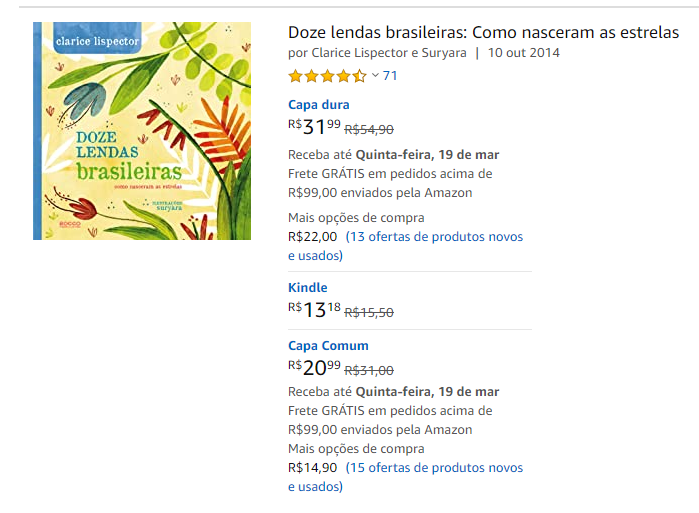 clarice lispector
DOZE
LENDAS
brasileiras
como nasceram as estrelas
ilustrações
suryara
ROCCO
Doze lendas brasileiras: Como nasceram as estrelas
por Clarice Lispector e Suryara | 10 out 2014
71
Capa dura
R$31,99 R$54,90
Receba até Quinta-feira, 19 de mar
Frete GRÁTIS em pedidos acima de
R$99,00 enviados pela Amazon
Mais opções de compra
R$22,00 (13 ofertas de produtos novos
e usados)
Kindle
R$13,18 R$15,50
Capa Comum
R$20,99 R$31,00
Receba até Quinta-feira, 19 de mar
Frete GRÁTIS em pedidos acima de
R$99,00 enviados pela Amazon
Mais opções de compra
R$14,90 (15 ofertas de produtos novos
e usados)